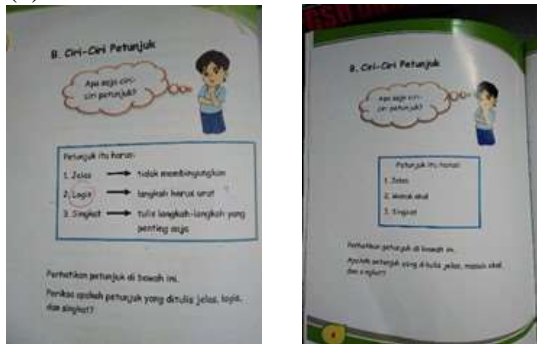 B. Ciri-Ciri Petunjuk
Apa saja ciri-
ciri petunjuk?
Petunjuk itu harus:
1. Jelas → tidak membingungkan
2. Logis → langkah harus urut
3. Singkat → tulis langkah-langkah yang
penting saja
Perhatikan petunjuk di bawah ini.
Periksa apakah petunjuk yang ditulis jelas, logis,
dan singkat?
B. Ciri-Ciri Petunjuk
Apa saja ciri-
ciri petunjuk?
Petunjuk itu harus:
1. Jelas
2. Masuk akal
3. Singkat
Perhatikan petunjuk di bawah ini.
Apakah petunjuk yang ditulis jelas, masuk akal,
dan singkat?